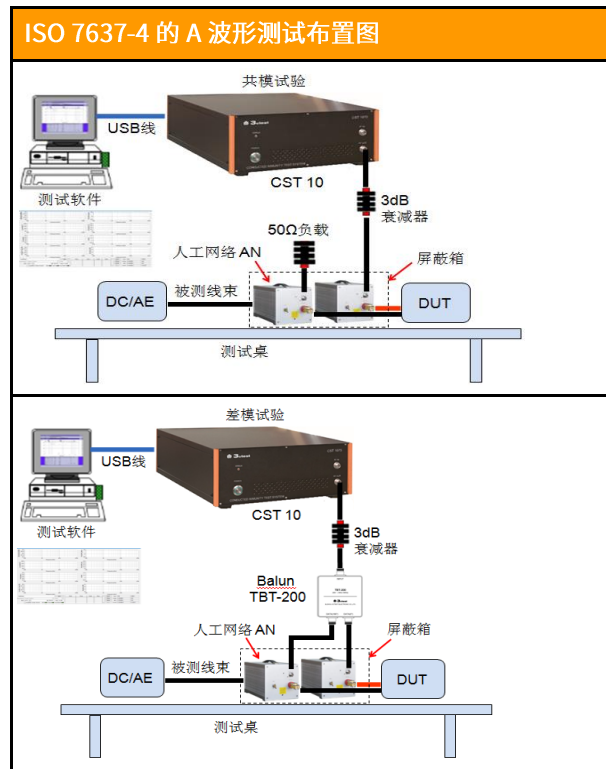 ISO 7637-4 的 A 波形测试布置图
共模试验
USB线
CST 10
测试软件
3dB
衰减器
50Ω负载
人工网络AN
屏蔽箱
DC/AE
被测线束
DUT
测试桌
差模试验
USB线
CST 10
测试软件
3dB
衰减器
Balun
TBT-200
人工网络AN
屏蔽箱
DC/AE
被测线束
DUT
测试桌